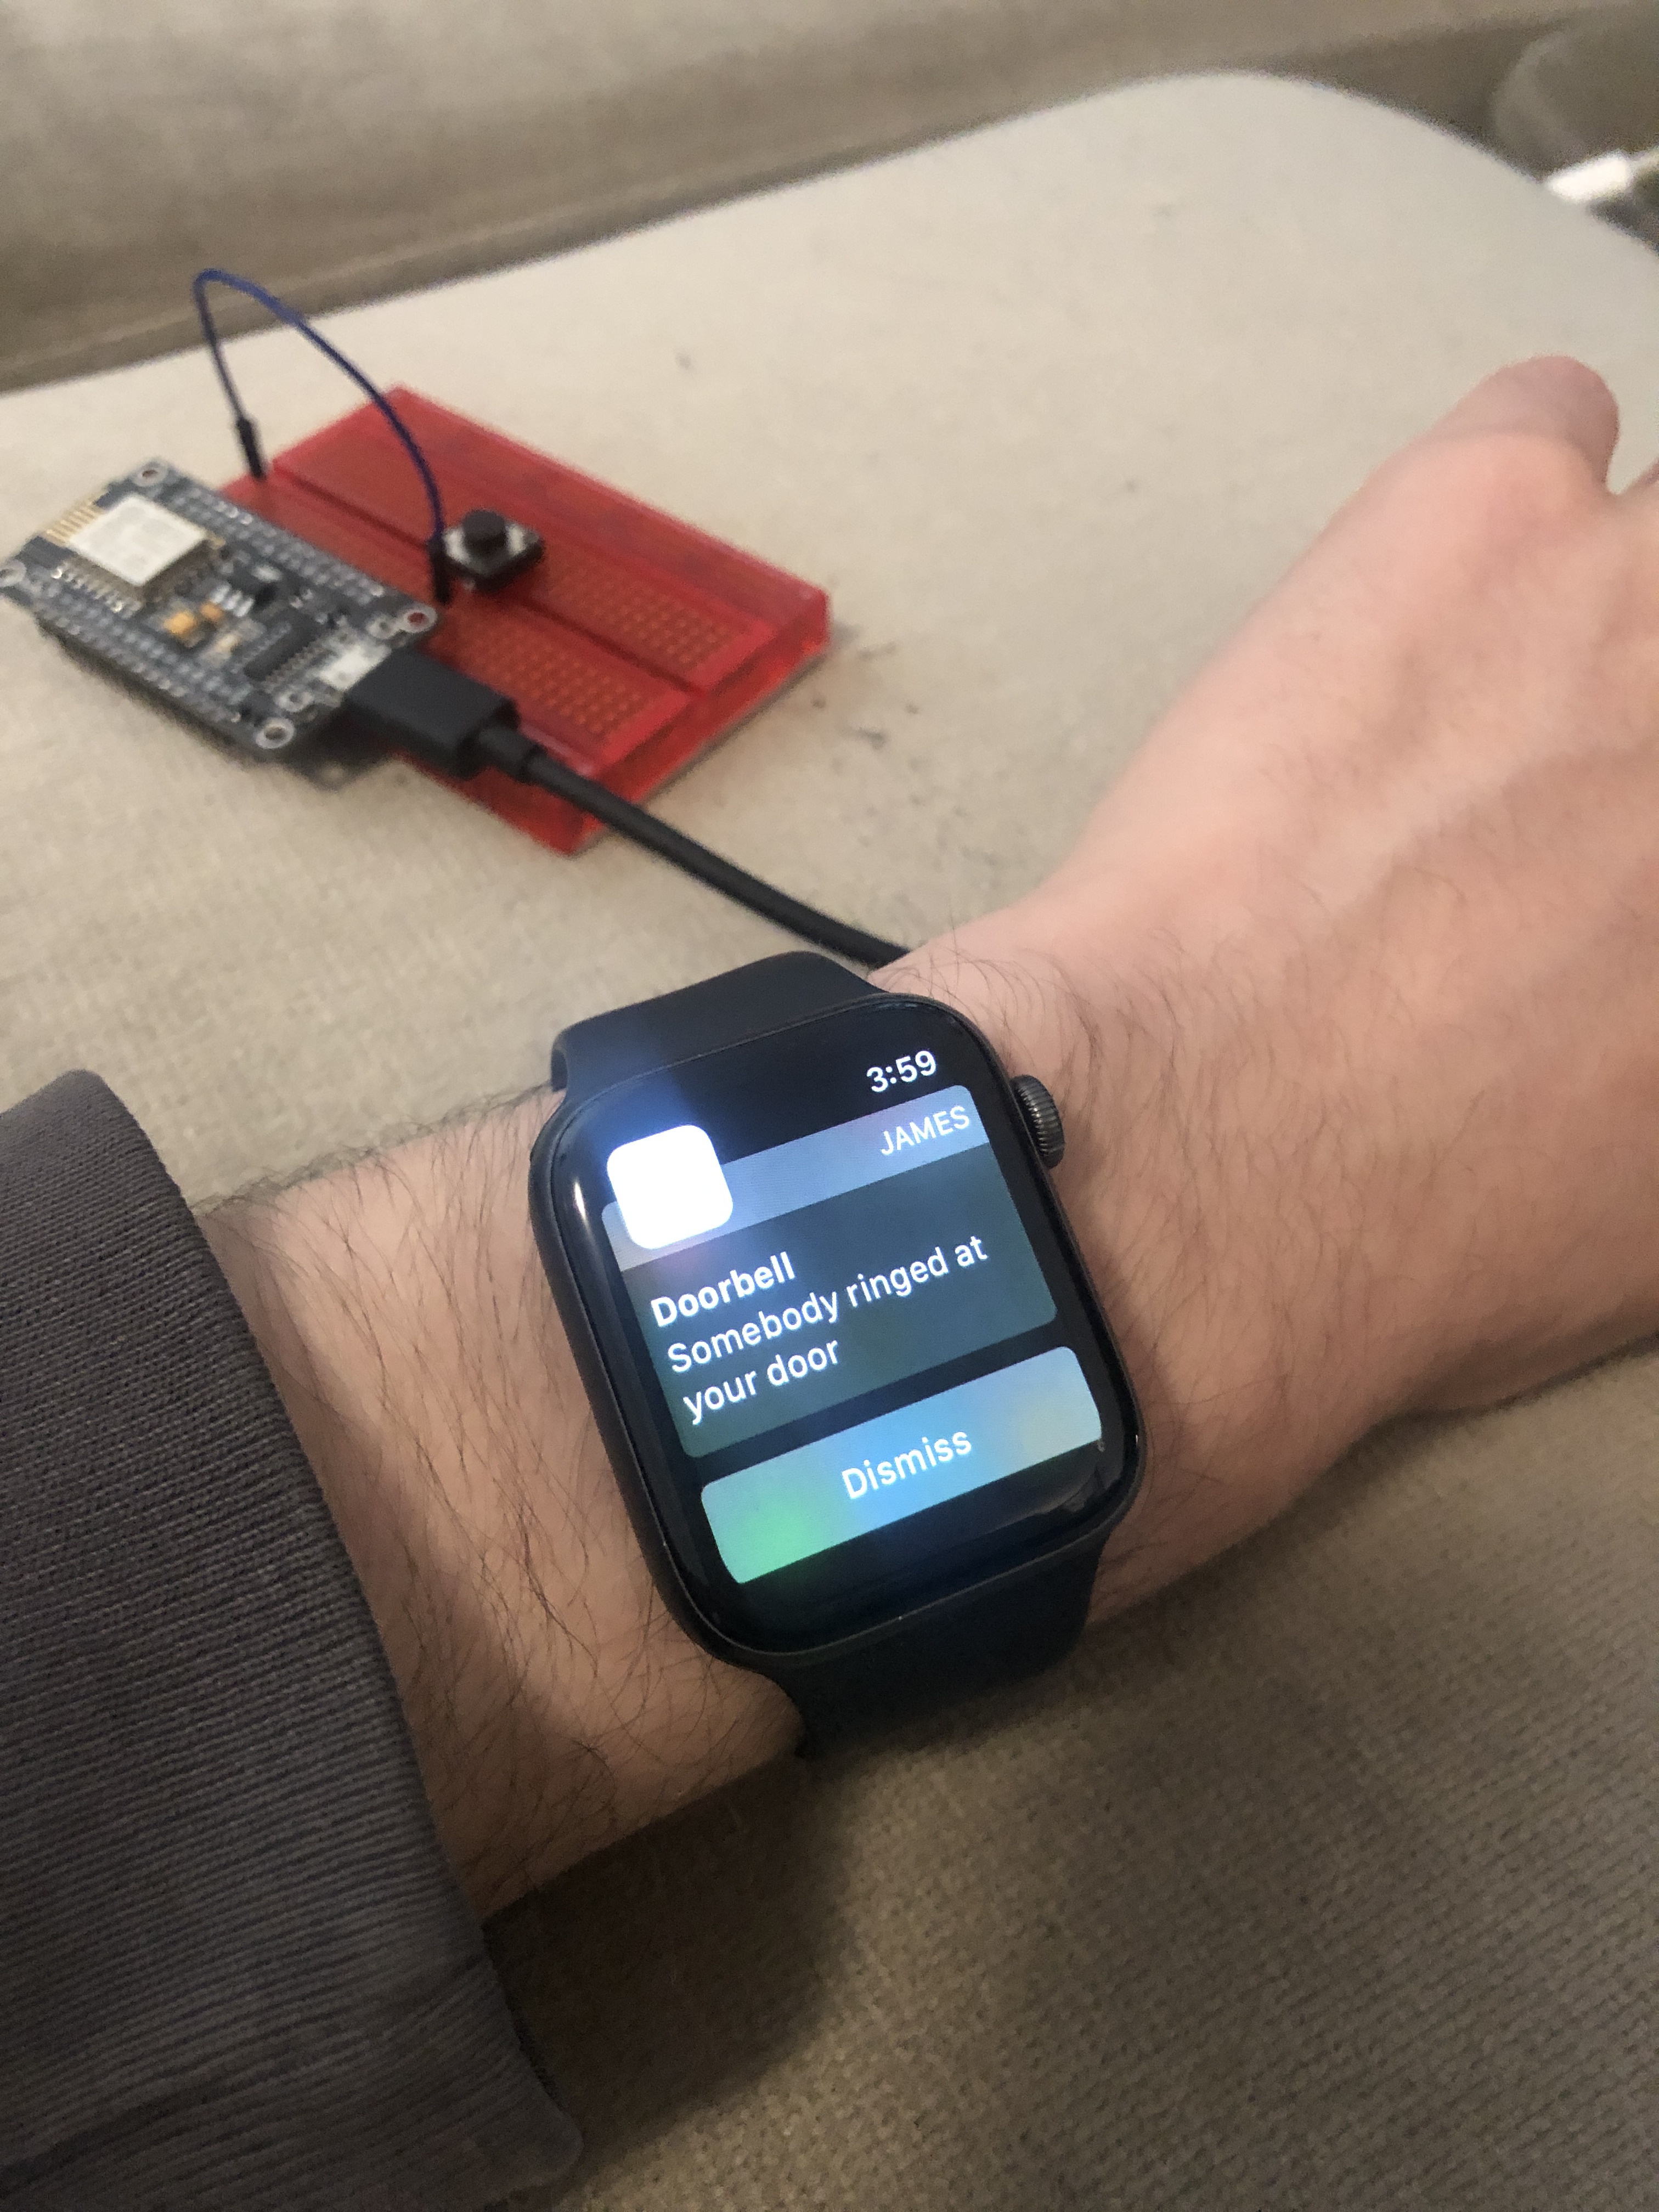 3:59
JAMES
Doorbell
Somebody ringed at
your door
Dismiss